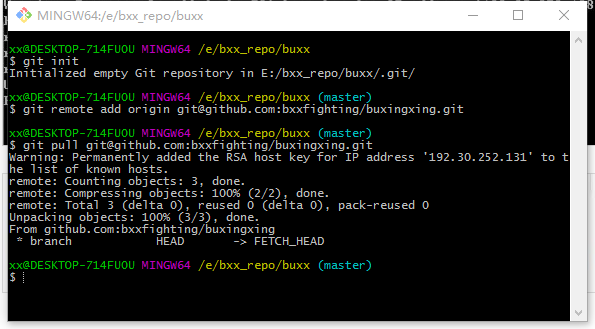 MINGW64:/e/bxx_repo/buxx
xx@DESKTOP-714FUOU MINGW64 /e/bxx_repo/buxx
$ git init
Initialized empty Git repository in E:/bxx_repo/buxx/.git/
xx@DESKTOP-714FUOU MINGW64 /e/bxx_repo/buxx (master)
$ git remote add origin git@github.com:bxxfighting/buxingxing.git
xx@DESKTOP-714FUOU MINGW64 /e/bxx_repo/buxx (master)
$ git pull git@github.com:bxxfighting/buxingxing.git
Warning: Permanently added the RSA host key for IP address '192.30.252.131' to t
he list of known hosts.
remote: Counting objects: 3, done.
remote: Compressing objects: 100% (2/2), done.
remote: Total 3 (delta 0), reused 0 (delta 0), pack-reused 0
Unpacking objects: 100% (3/3), done.
From github.com:bxxfighting/buxingxing
* branch HEAD -> FETCH_HEAD
xx@DESKTOP-714FUOU MINGW64 /e/bxx_repo/buxx (master)
$